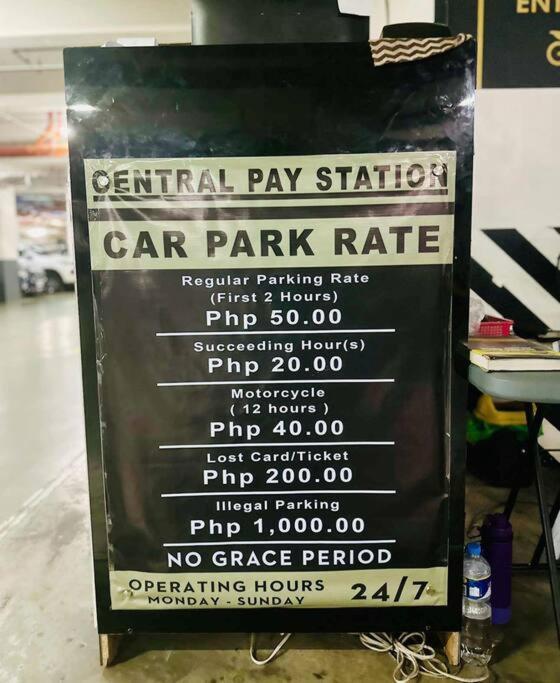 CENTRAL PAY STATION
CAR PARK RATE
Regular Parking Rate
(First 2 Hours)
Php 50.00
Succeeding Hour(s)
Php 20.00
Motorcycle
( 12 hours )
Php 40.00
Lost Card/Ticket
Php 200.00
Illegal Parking
Php 1,000.00
NO GRACE PERIOD
OPERATING HOURS
MONDAY - SUNDAY
24/7